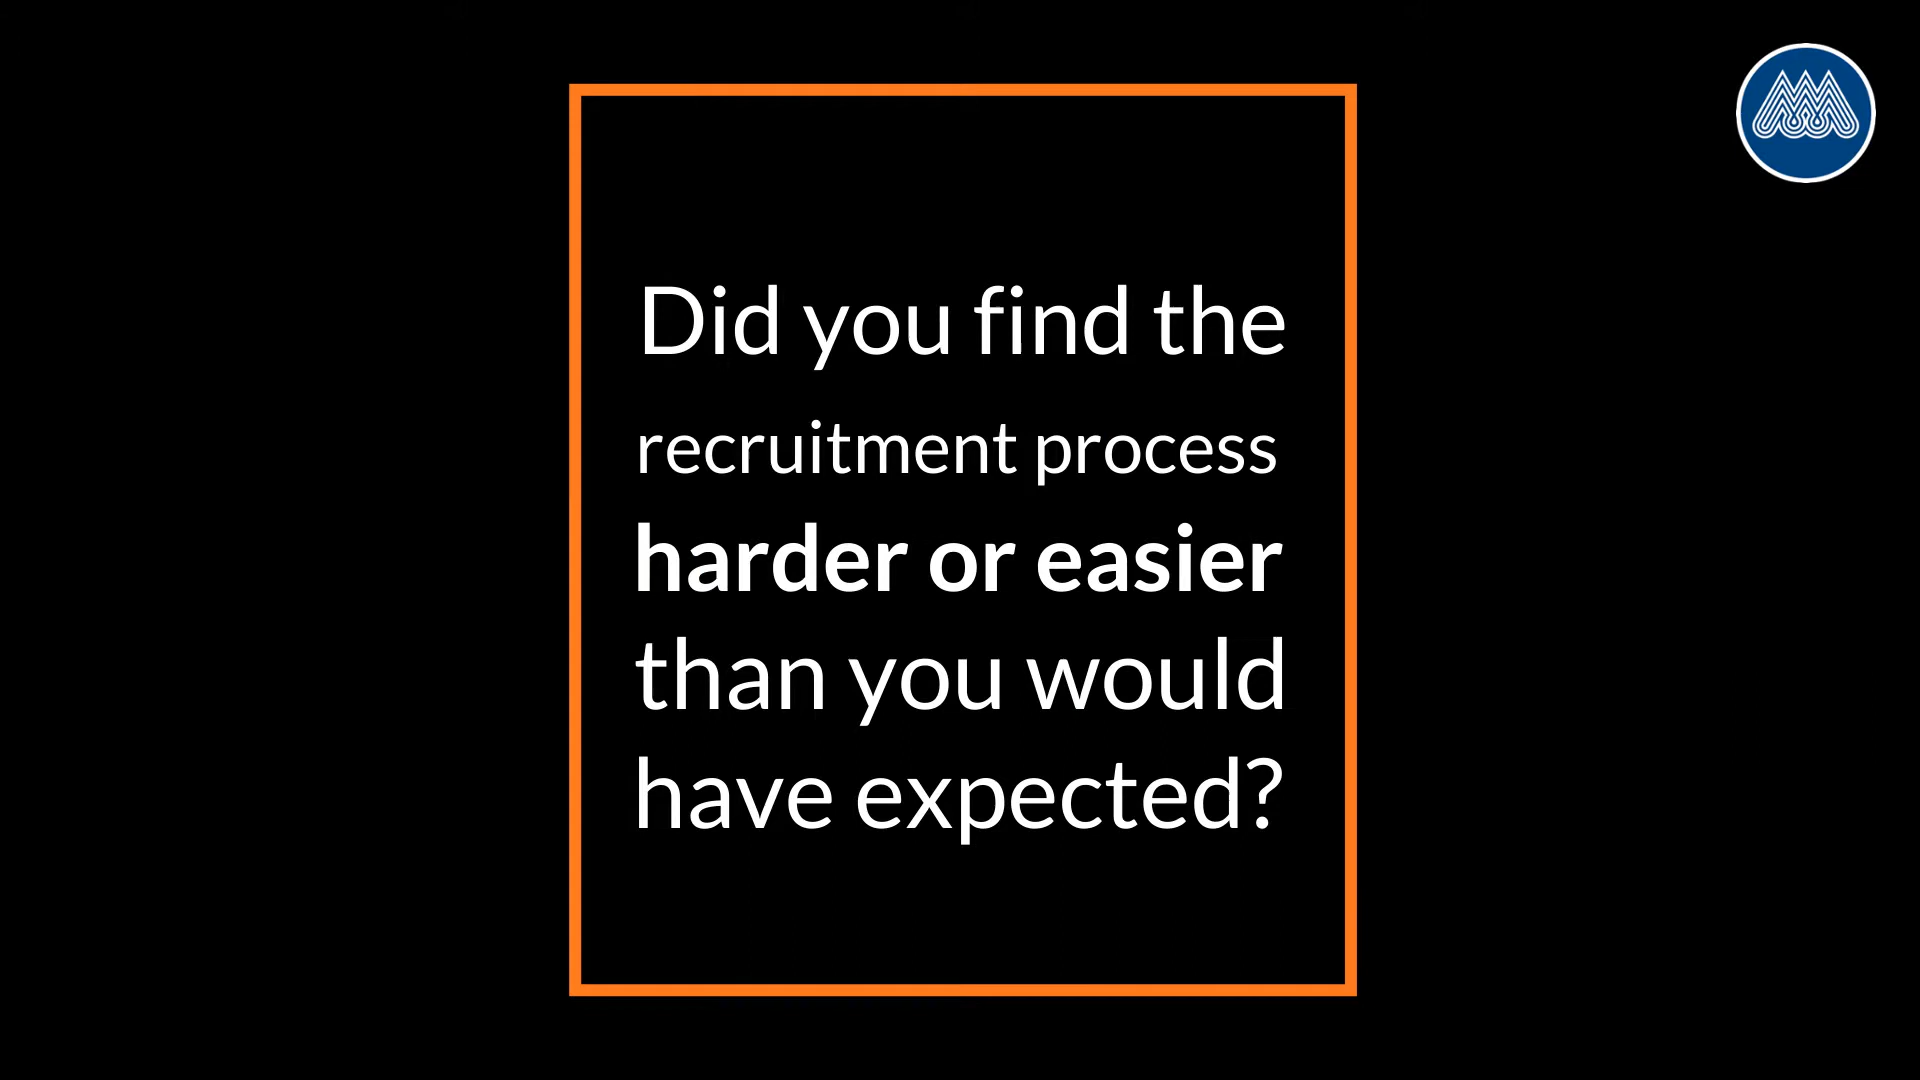 Did you find the
recruitment process
harder or easier
than you would
have expected?